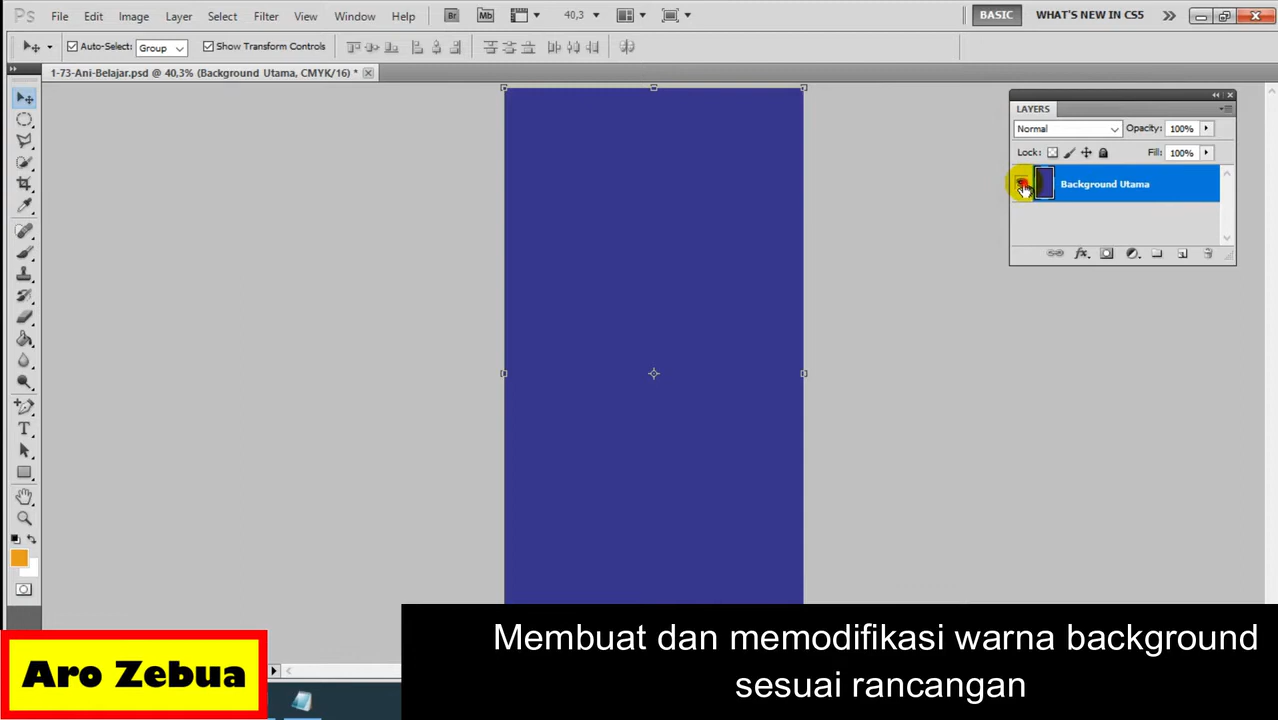 Ps File Edit Image Layer Select Filter View Window Help Br Mb 40,3 BASIC WHAT'S NEW IN CS5
Auto-Select: Group Show Transform Controls
1-73-Ani-Belajar.psd @ 40,3% (Background Utama, CMYK/16) *
LAYERS
Normal Opacity: 100%
Lock: Fill: 100%
Background Utama
Membuat dan memodifikasi warna background
sesuai rancangan
Aro Zebua